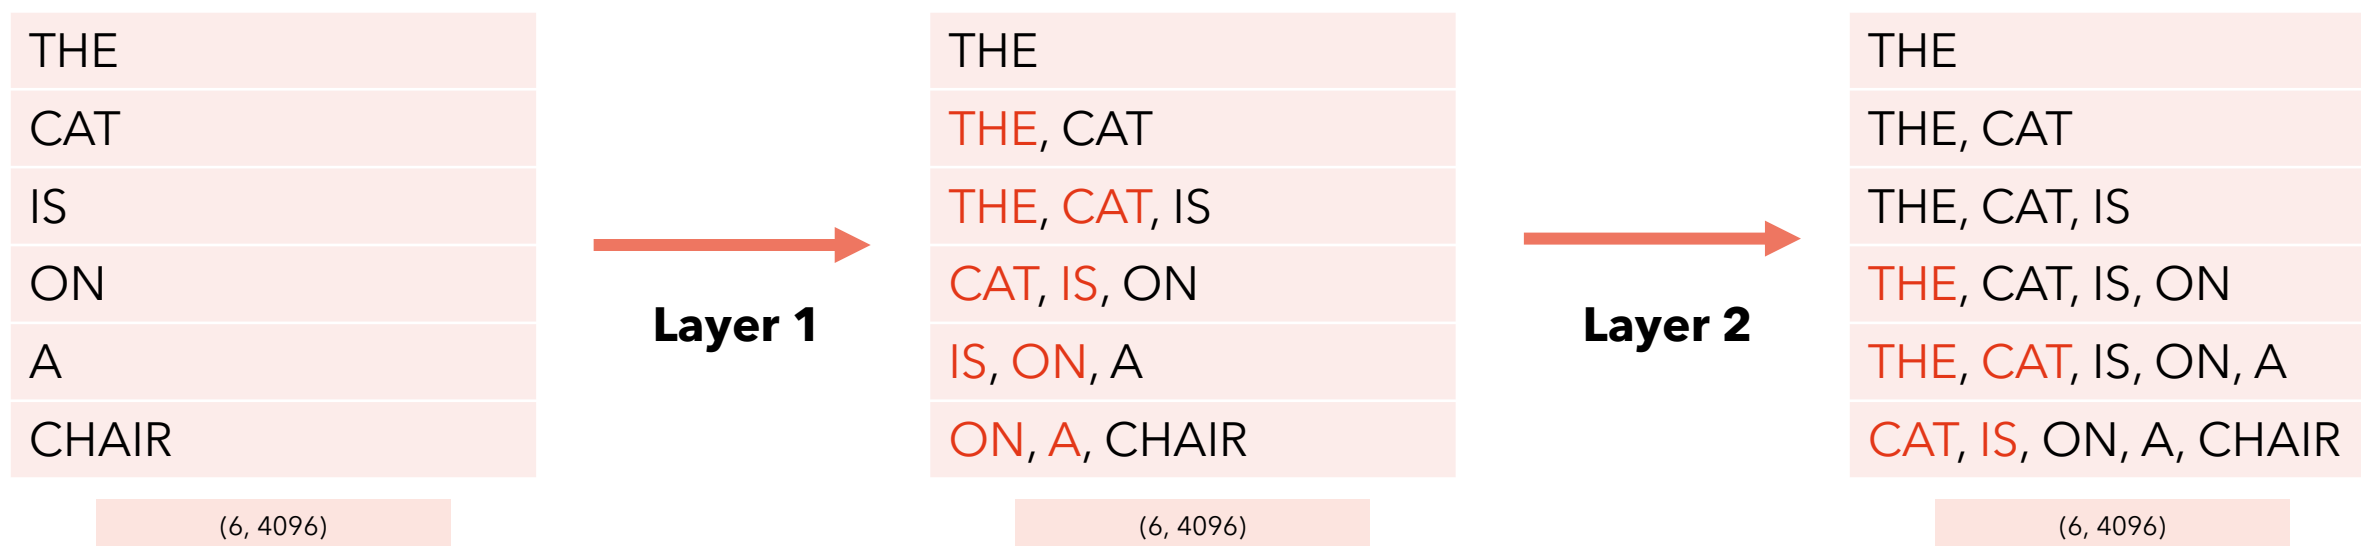 THE
CAT
IS
ON
A
CHAIR
(6, 4096)
Layer 1
THE
THE, CAT
THE, CAT, IS
CAT, IS, ON
IS, ON, A
ON, A, CHAIR
(6, 4096)
Layer 2
THE
THE, CAT
THE, CAT, IS
THE, CAT, IS, ON
THE, CAT, IS, ON, A
CAT, IS, ON, A, CHAIR
(6, 4096)